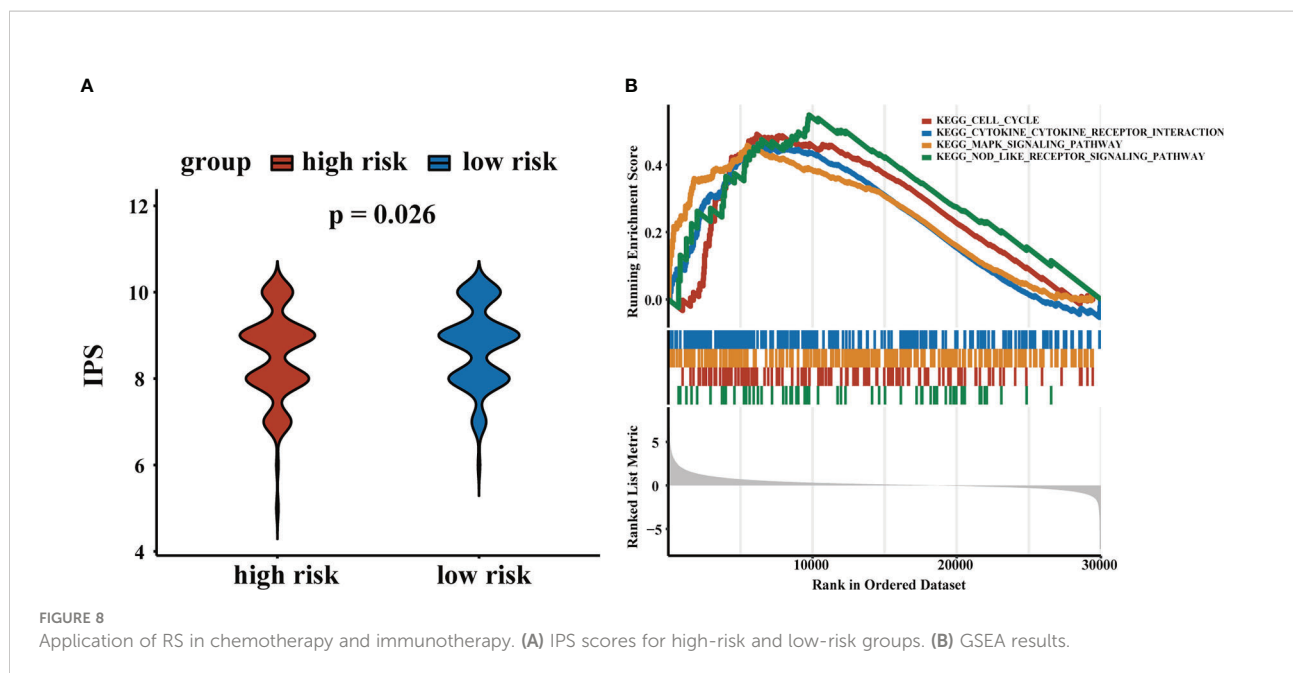 A
group high risk low risk
p = 0.026
12
10
8
6
4
IPS
high risk
low risk
B
KEGG_CELL_CYCLE
KEGG_CYTOKINE_CYTOKINE_RECEPTOR_INTERACTION
KEGG_MAPK_SIGNALING_PATHWAY
KEGG_NOD_LIKE_RECEPTOR_SIGNALING_PATHWAY
Running Enrichment Score
0.4
0.2
0.0
Ranked List Metric
5
0
−5
10000
20000
30000
Rank in Ordered Dataset
FIGURE 8
Application of RS in chemotherapy and immunotherapy. (A) IPS scores for high-risk and low-risk groups. (B) GSEA results.